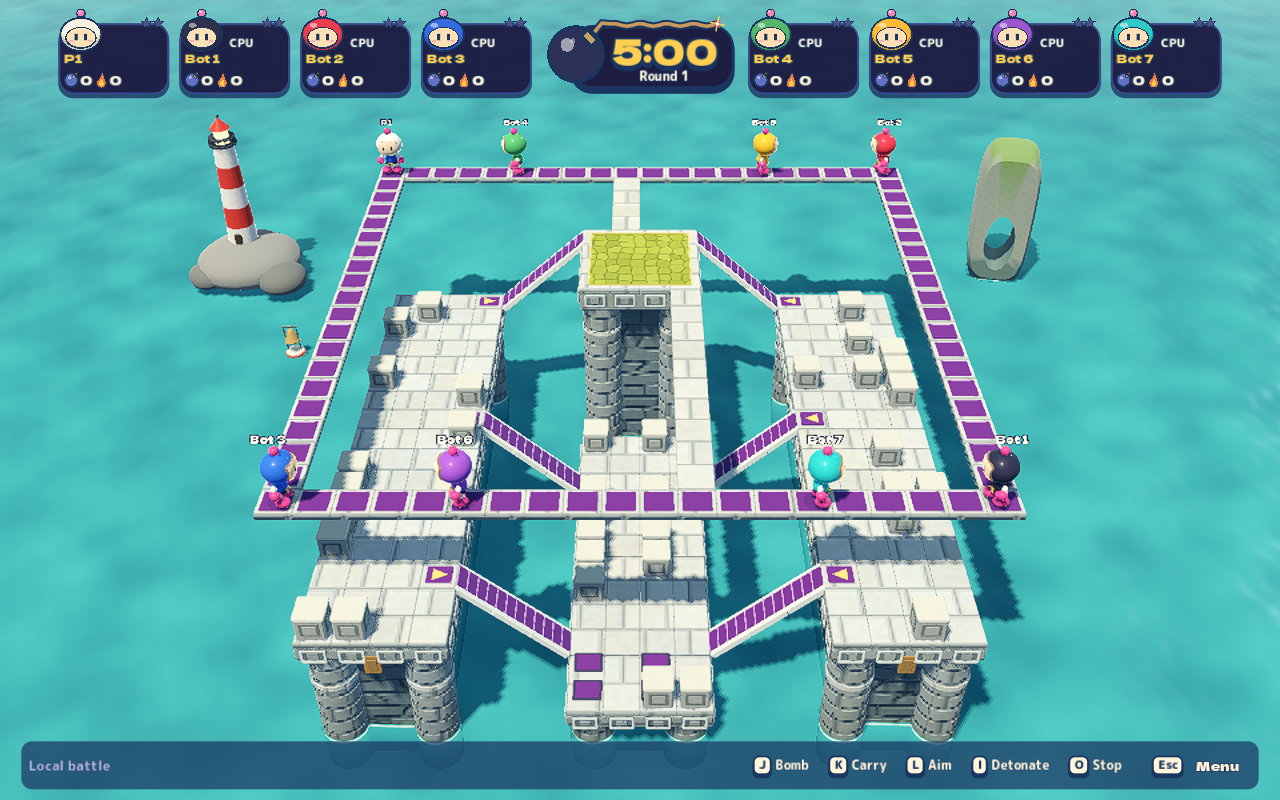 P1
CPU
Bot 1
CPU
Bot 2
CPU
Bot 3
5:00
Round 1
CPU
Bot 4
CPU
Bot 5
CPU
Bot 6
CPU
Bot 7
0 0
0 0
0 0
0 0
0 0
0 0
0 0
0 0
P1
Bot 4
Bot 5
Bot 2
Bot 3
Bot 6
Bot 7
Bot 1
Local battle
J Bomb
K Carry
L Aim
I Detonate
O Stop
Esc Menu